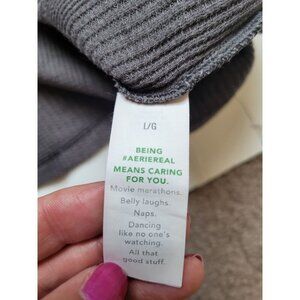 L/G
BEING
#AERIEREAL
MEANS CARING
FOR YOU.
Movie marathons.
Belly laughs.
Naps.
Dancing
like no one's
watching.
All that
good stuff.